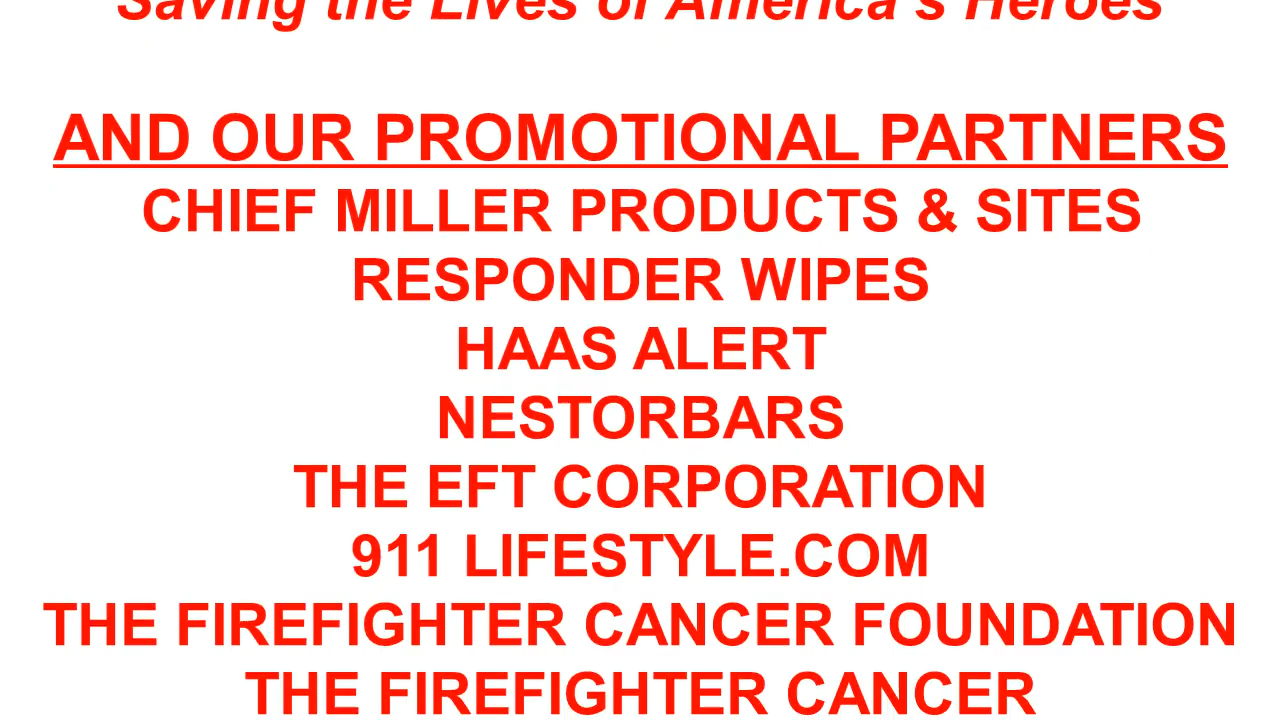 Saving the Lives of America's Heroes
AND OUR PROMOTIONAL PARTNERS
CHIEF MILLER PRODUCTS & SITES
RESPONDER WIPES
HAAS ALERT
NESTORBARS
THE EFT CORPORATION
911 LIFESTYLE.COM
THE FIREFIGHTER CANCER FOUNDATION
THE FIREFIGHTER CANCER